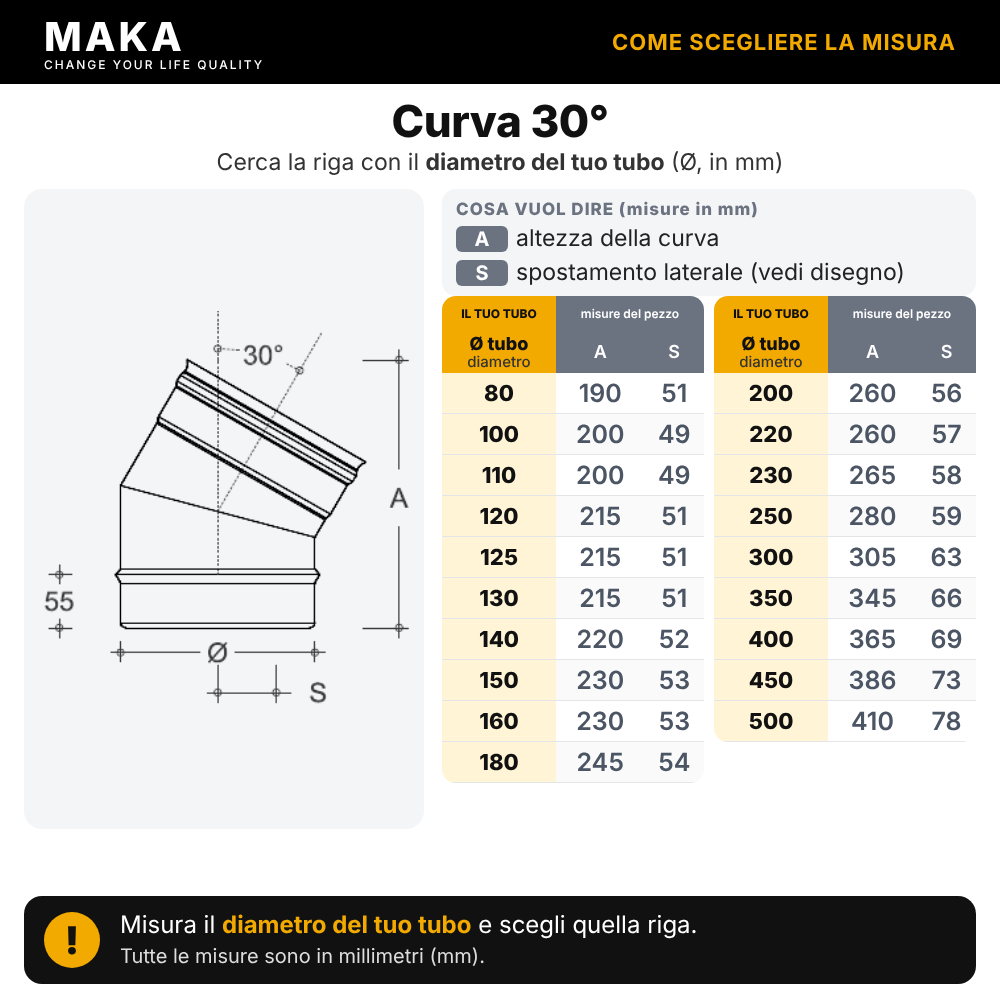 MAKA
CHANGE YOUR LIFE QUALITY
COME SCEGLIERE LA MISURA
Curva 30°
Cerca la riga con il diametro del tuo tubo (Ø, in mm)
30°
A
55
Ø
S
COSA VUOL DIRE (misure in mm)
A altezza della curva
S spostamento laterale (vedi disegno)
IL TUO TUBO misure del pezzo
Ø tubo diametro A S
80 190 51
100 200 49
110 200 49
120 215 51
125 215 51
130 215 51
140 220 52
150 230 53
160 230 53
180 245 54
IL TUO TUBO misure del pezzo
Ø tubo diametro A S
200 260 56
220 260 57
230 265 58
250 280 59
300 305 63
350 345 66
400 365 69
450 386 73
500 410 78
! Misura il diametro del tuo tubo e scegli quella riga.
Tutte le misure sono in millimetri (mm).